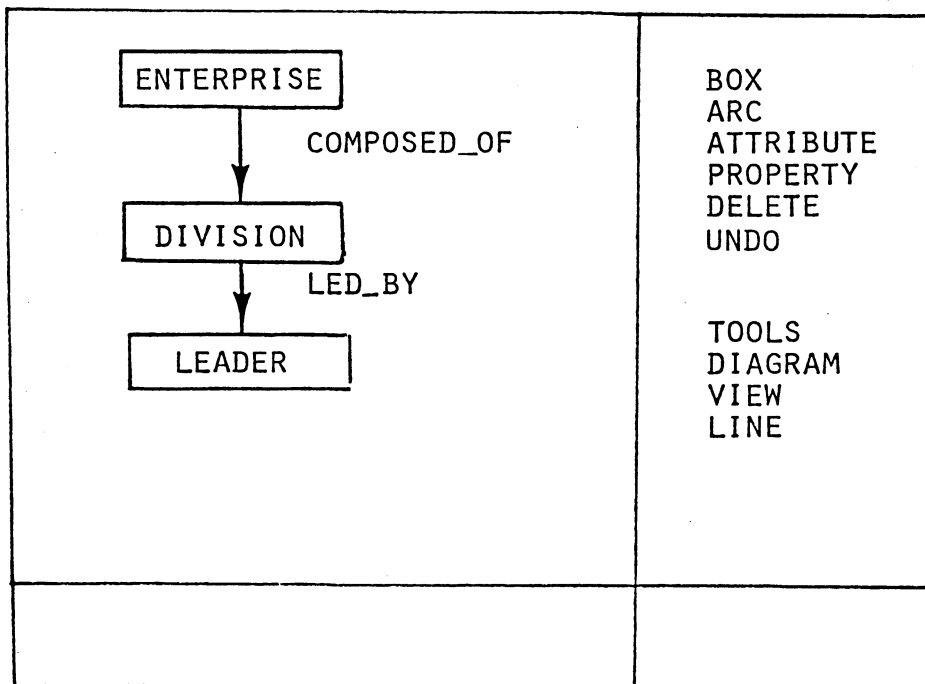 ENTERPRISE
COMPOSED_OF
DIVISION
LED_BY
LEADER
BOX
ARC
ATTRIBUTE
PROPERTY
DELETE
UNDO
TOOLS
DIAGRAM
VIEW
LINE